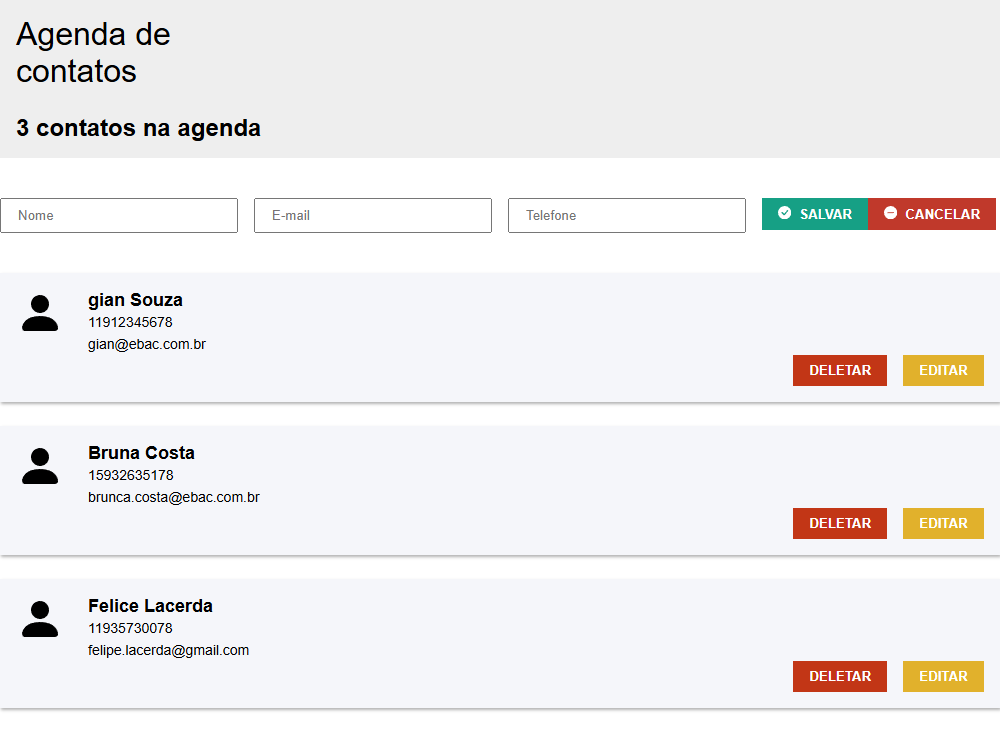 Agenda de
contatos
3 contatos na agenda
Nome E-mail Telefone SALVAR CANCELAR
gian Souza
11912345678
gian@ebac.com.br
DELETAR EDITAR
Bruna Costa
15932635178
brunca.costa@ebac.com.br
DELETAR EDITAR
Felice Lacerda
11935730078
felipe.lacerda@gmail.com
DELETAR EDITAR